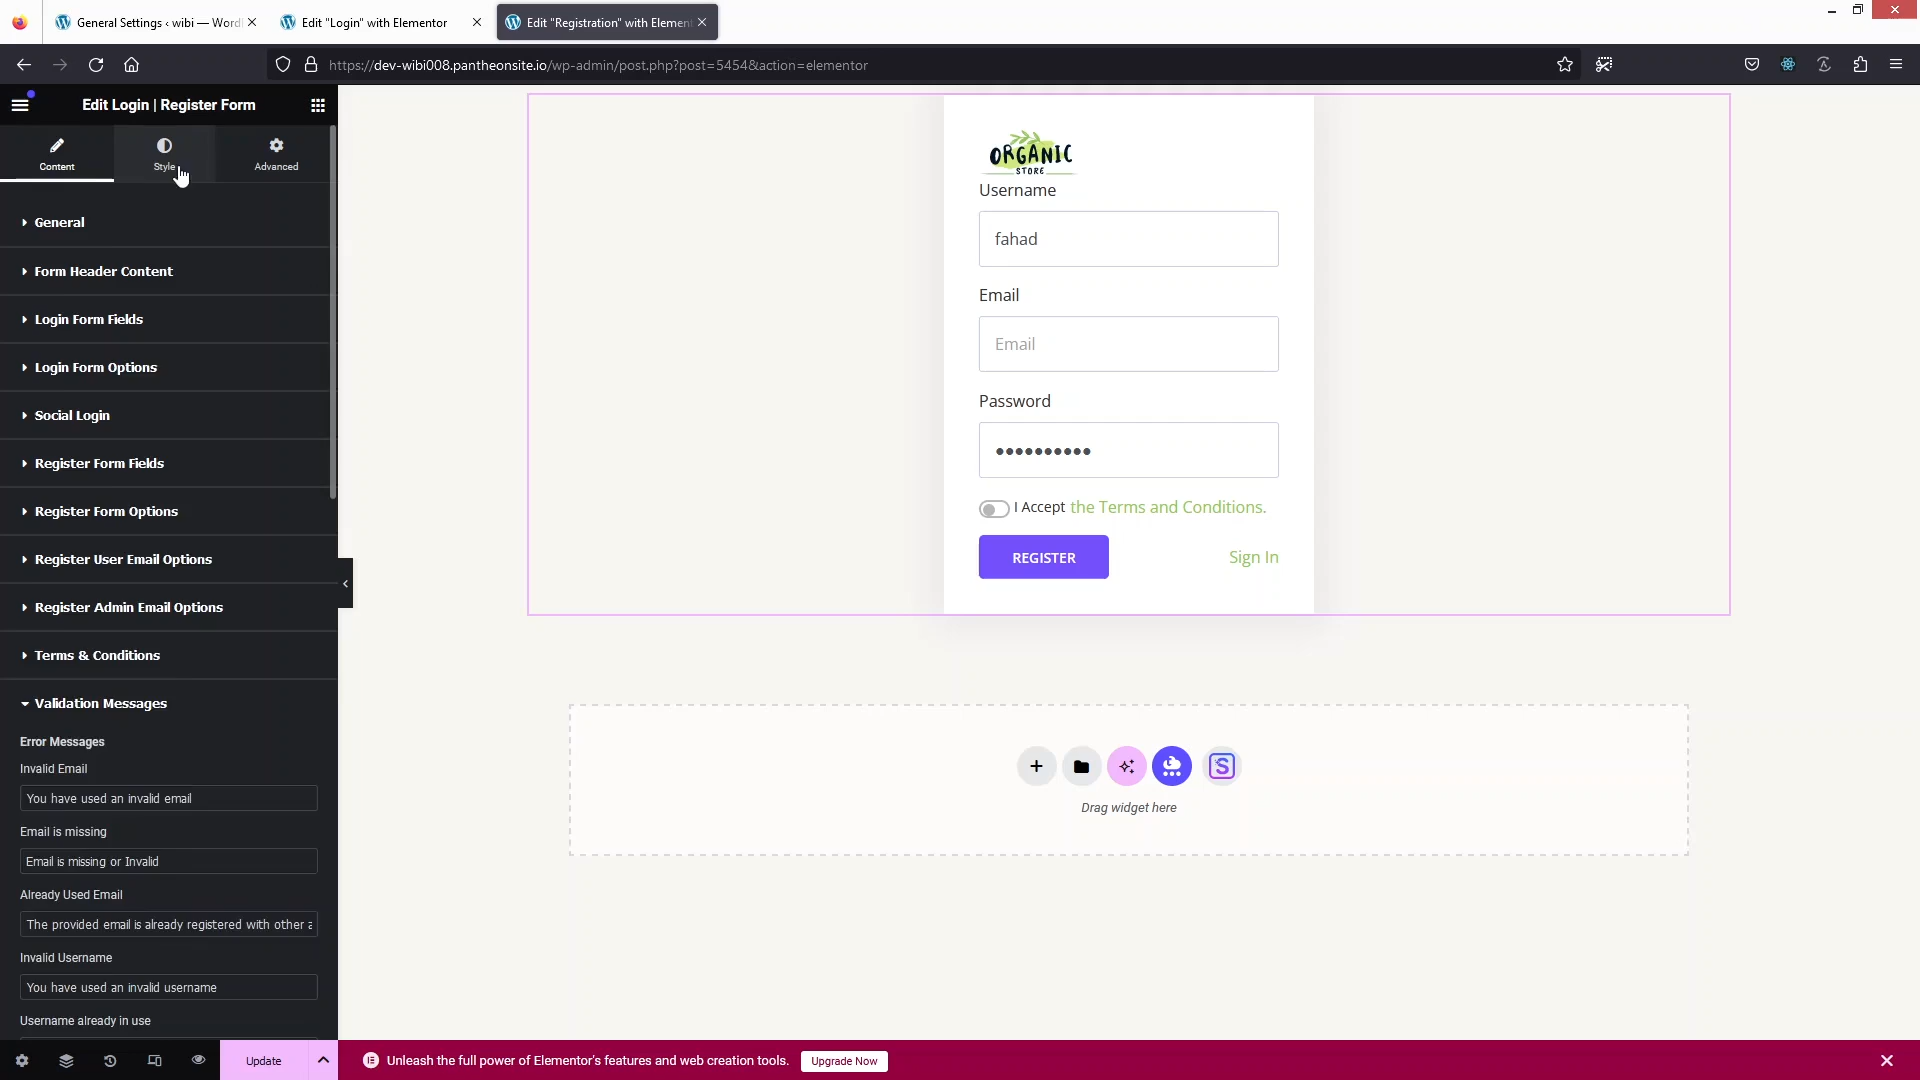 General Settings ‹ wibi — Word
Edit "Login" with Elementor
Edit "Registration" with Elemen
https://dev-wibi008.pantheonsite.io/wp-admin/post.php?post=5454&action=elementor
Edit Login | Register Form
Content
Style
Advanced
General
Form Header Content
Login Form Fields
Login Form Options
Social Login
Register Form Fields
Register Form Options
Register User Email Options
Register Admin Email Options
Terms & Conditions
Validation Messages
Error Messages
Invalid Email
You have used an invalid email
Email is missing
Email is missing or Invalid
Already Used Email
The provided email is already registered with other a
Invalid Username
You have used an invalid username
Username already in use
Update
ORGANIC
STORE
Username
fahad
Email
Email
Password
I Accept the Terms and Conditions.
REGISTER
Sign In
Drag widget here
Unleash the full power of Elementor's features and web creation tools.
Upgrade Now